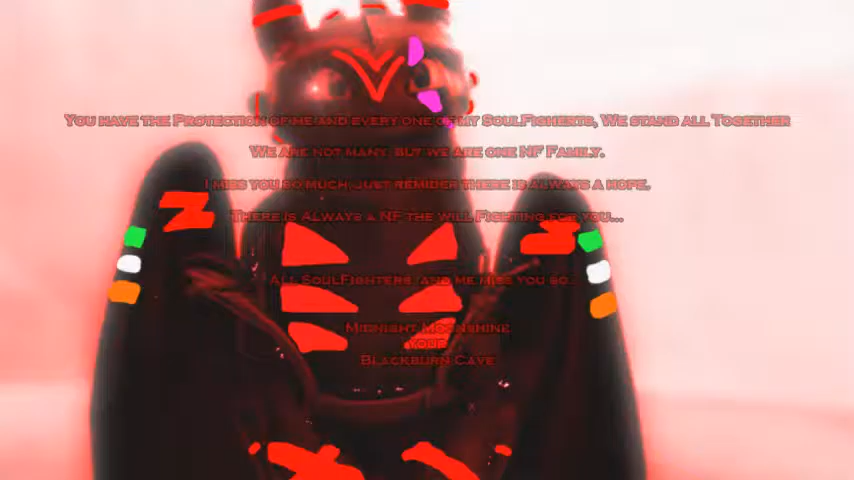 You have the Protection of me and every one of my SoulFighters, We stand all Together
We are not many, but we are one NF Family.
I miss you so much, just remider there is always a hope.
There is Always a NF the will Fighting for you...
All SoulFighters, and me miss you so..
Midnight Moonshine
your
Blackburn Cave